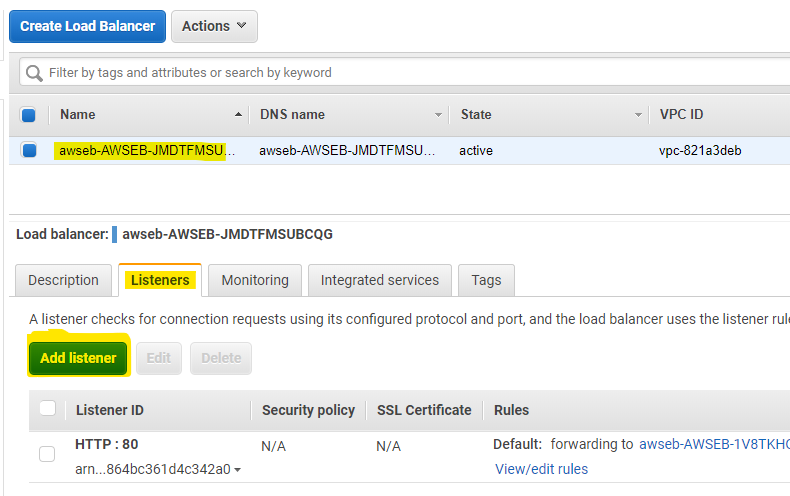 Create Load Balancer Actions
Filter by tags and attributes or search by keyword
Name DNS name State VPC ID
awseb-AWSEB-JMDTFMSU... awseb-AWSEB-JMDTFMSU... active vpc-821a3deb
Load balancer: awseb-AWSEB-JMDTFMSUBCQG
Description Listeners Monitoring Integrated services Tags
A listener checks for connection requests using its configured protocol and port, and the load balancer uses the listener rule
Add listener Edit Delete
Listener ID Security policy SSL Certificate Rules
HTTP : 80 N/A N/A Default: forwarding to awseb-AWSEB-1V8TKHC
arn...864bc361d4c342a0 View/edit rules